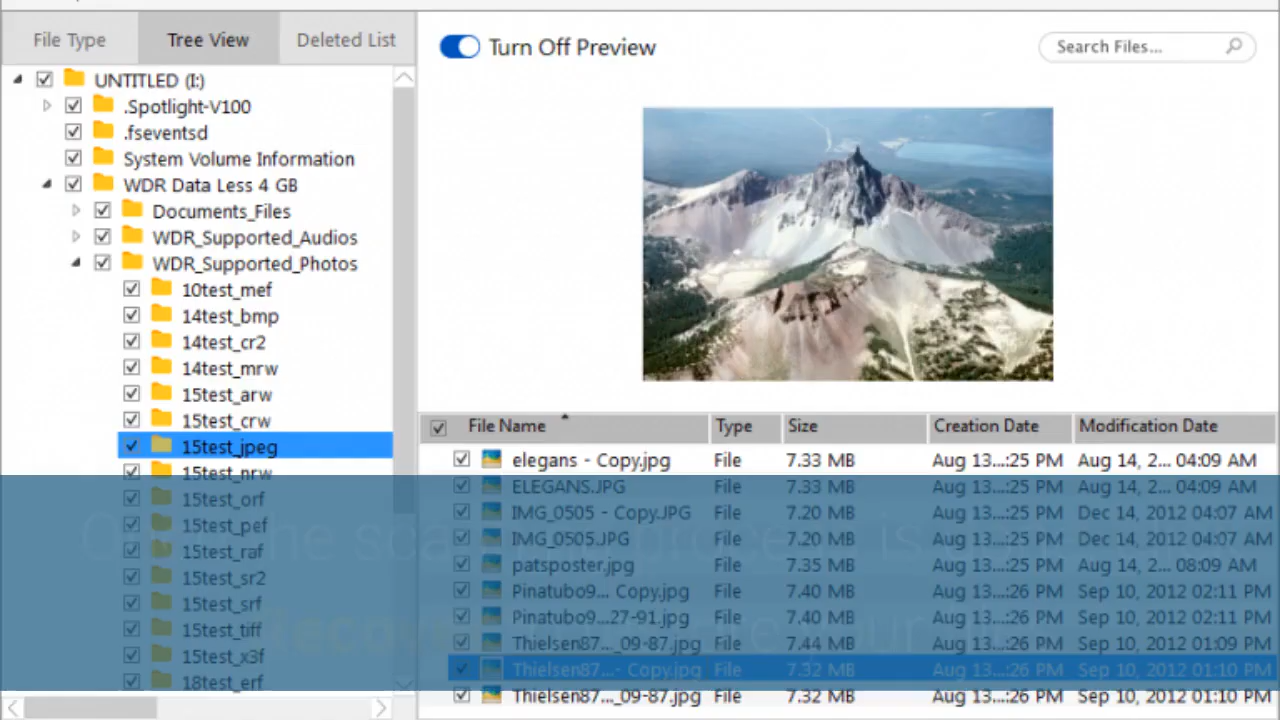 File Type Tree View Deleted List
UNTITLED (I:)
.Spotlight-V100
.fseventsd
System Volume Information
WDR Data Less 4 GB
Documents_Files
WDR_Supported_Audios
WDR_Supported_Photos
10test_mef
14test_bmp
14test_cr2
14test_mrw
15test_arw
15test_crw
15test_jpeg
15test_nrw
15test_orf
15test_pef
15test_raf
15test_sr2
15test_srf
15test_tiff
15test_x3f
18test_erf
Turn Off Preview Search Files...
File Name Type Size Creation Date Modification Date
elegans - Copy.jpg File 7.33 MB Aug 13...:25 PM Aug 14, 2... 04:09 AM
ELEGANS.JPG File 7.33 MB Aug 13...:25 PM Aug 14, 2... 04:09 AM
IMG_0505 - Copy.JPG File 7.20 MB Aug 13...:25 PM Dec 14, 2012 04:07 AM
IMG_0505.JPG File 7.20 MB Aug 13...:25 PM Dec 14, 2012 04:07 AM
patsposter.jpg File 7.35 MB Aug 13...:25 PM Aug 14, 2... 08:09 AM
Pinatubo9... Copy.jpg File 7.40 MB Aug 13...:26 PM Sep 10, 2012 02:11 PM
Pinatubo9...27-91.jpg File 7.40 MB Aug 13...:26 PM Sep 10, 2012 02:11 PM
Thielsen87..._09-87.jpg File 7.44 MB Aug 13...:26 PM Sep 10, 2012 01:09 PM
Thielsen87... - Copy.jpg File 7.32 MB Aug 13...:26 PM Sep 10, 2012 01:10 PM
Thielsen87..._09-87.jpg File 7.32 MB Aug 13...:26 PM Sep 10, 2012 01:10 PM